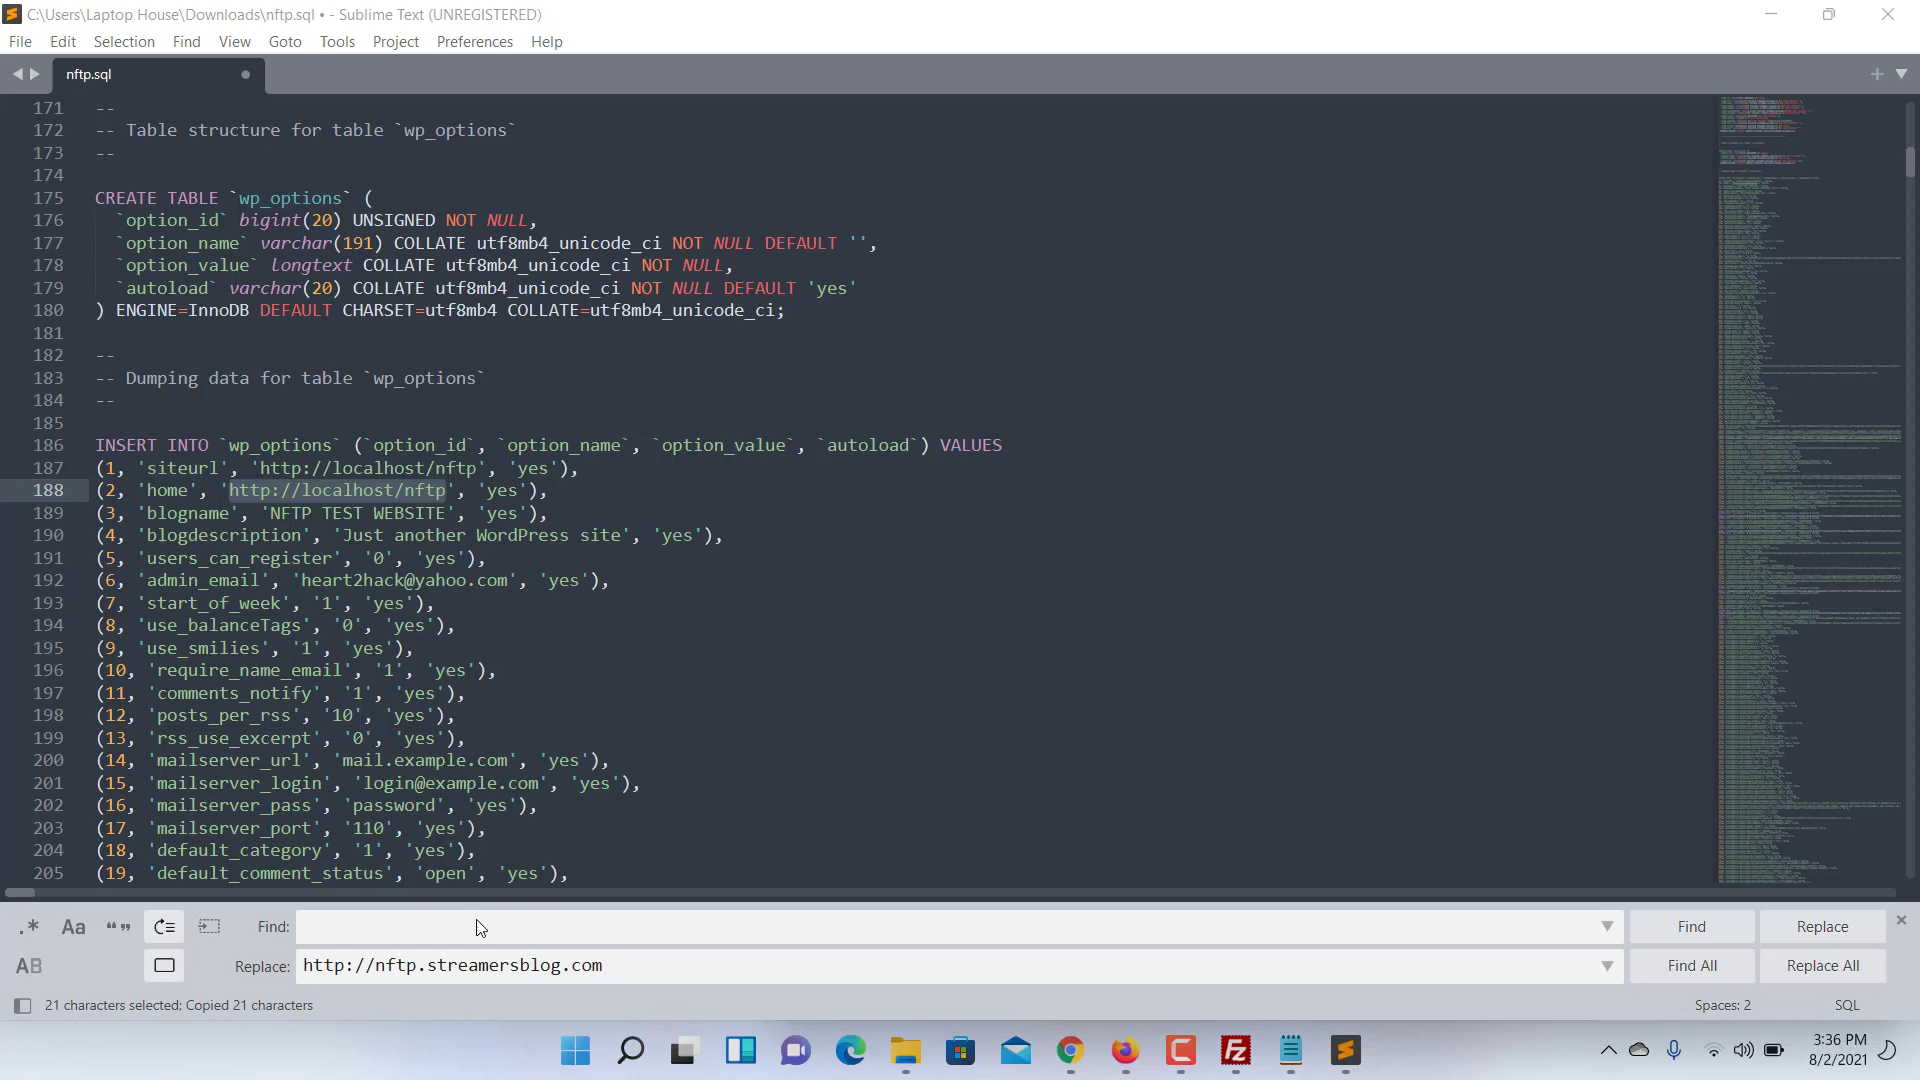 C:\Users\Laptop House\Downloads\nftp.sql • - Sublime Text (UNREGISTERED)
File Edit Selection Find View Goto Tools Project Preferences Help
nftp.sql
171 --
172 -- Table structure for table `wp_options`
173 --
174
175 CREATE TABLE `wp_options` (
176 `option_id` bigint(20) UNSIGNED NOT NULL,
177 `option_name` varchar(191) COLLATE utf8mb4_unicode_ci NOT NULL DEFAULT '',
178 `option_value` longtext COLLATE utf8mb4_unicode_ci NOT NULL,
179 `autoload` varchar(20) COLLATE utf8mb4_unicode_ci NOT NULL DEFAULT 'yes'
180 ) ENGINE=InnoDB DEFAULT CHARSET=utf8mb4 COLLATE=utf8mb4_unicode_ci;
181
182 --
183 -- Dumping data for table `wp_options`
184 --
185
186 INSERT INTO `wp_options` (`option_id`, `option_name`, `option_value`, `autoload`) VALUES
187 (1, 'siteurl', 'http://localhost/nftp', 'yes'),
188 (2, 'home', 'http://localhost/nftp', 'yes'),
189 (3, 'blogname', 'NFTP TEST WEBSITE', 'yes'),
190 (4, 'blogdescription', 'Just another WordPress site', 'yes'),
191 (5, 'users_can_register', '0', 'yes'),
192 (6, 'admin_email', 'heart2hack@yahoo.com', 'yes'),
193 (7, 'start_of_week', '1', 'yes'),
194 (8, 'use_balanceTags', '0', 'yes'),
195 (9, 'use_smilies', '1', 'yes'),
196 (10, 'require_name_email', '1', 'yes'),
197 (11, 'comments_notify', '1', 'yes'),
198 (12, 'posts_per_rss', '10', 'yes'),
199 (13, 'rss_use_excerpt', '0', 'yes'),
200 (14, 'mailserver_url', 'mail.example.com', 'yes'),
201 (15, 'mailserver_login', 'login@example.com', 'yes'),
202 (16, 'mailserver_pass', 'password', 'yes'),
203 (17, 'mailserver_port', '110', 'yes'),
204 (18, 'default_category', '1', 'yes'),
205 (19, 'default_comment_status', 'open', 'yes'),
.* Aa “” Find: Find Replace
AB Replace: http://nftp.streamersblog.com Find All Replace All
21 characters selected; Copied 21 characters Spaces: 2 SQL
3:36 PM
8/2/2021